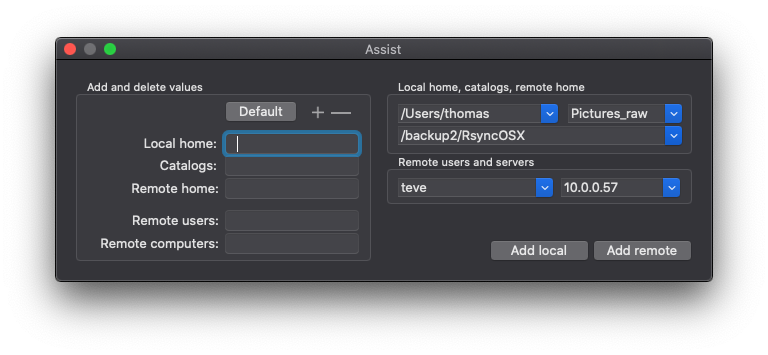 Assist
Add and delete values
Default
Local home:
Catalogs:
Remote home:
Remote users:
Remote computers:
Local home, catalogs, remote home
/Users/thomas
Pictures_raw
/backup2/RsyncOSX
Remote users and servers
teve
10.0.0.57
Add local
Add remote